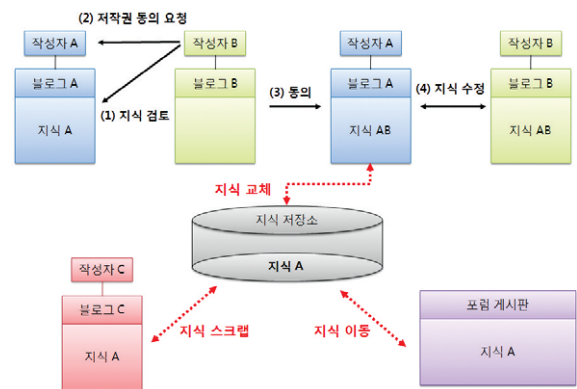 (2) 저작권 동의 요청
작성자 A
작성자 B
작성자 A
작성자 B
블로그 A
블로그 B
블로그 A
블로그 B
(1) 지식 검토
(3) 동의
(4) 지식 수정
지식 A
지식 AB
지식 AB
지식 교체
지식 저장소
지식 A
작성자 C
블로그 C
지식 A
지식 스크랩
지식 이동
포럼 게시판
지식 A